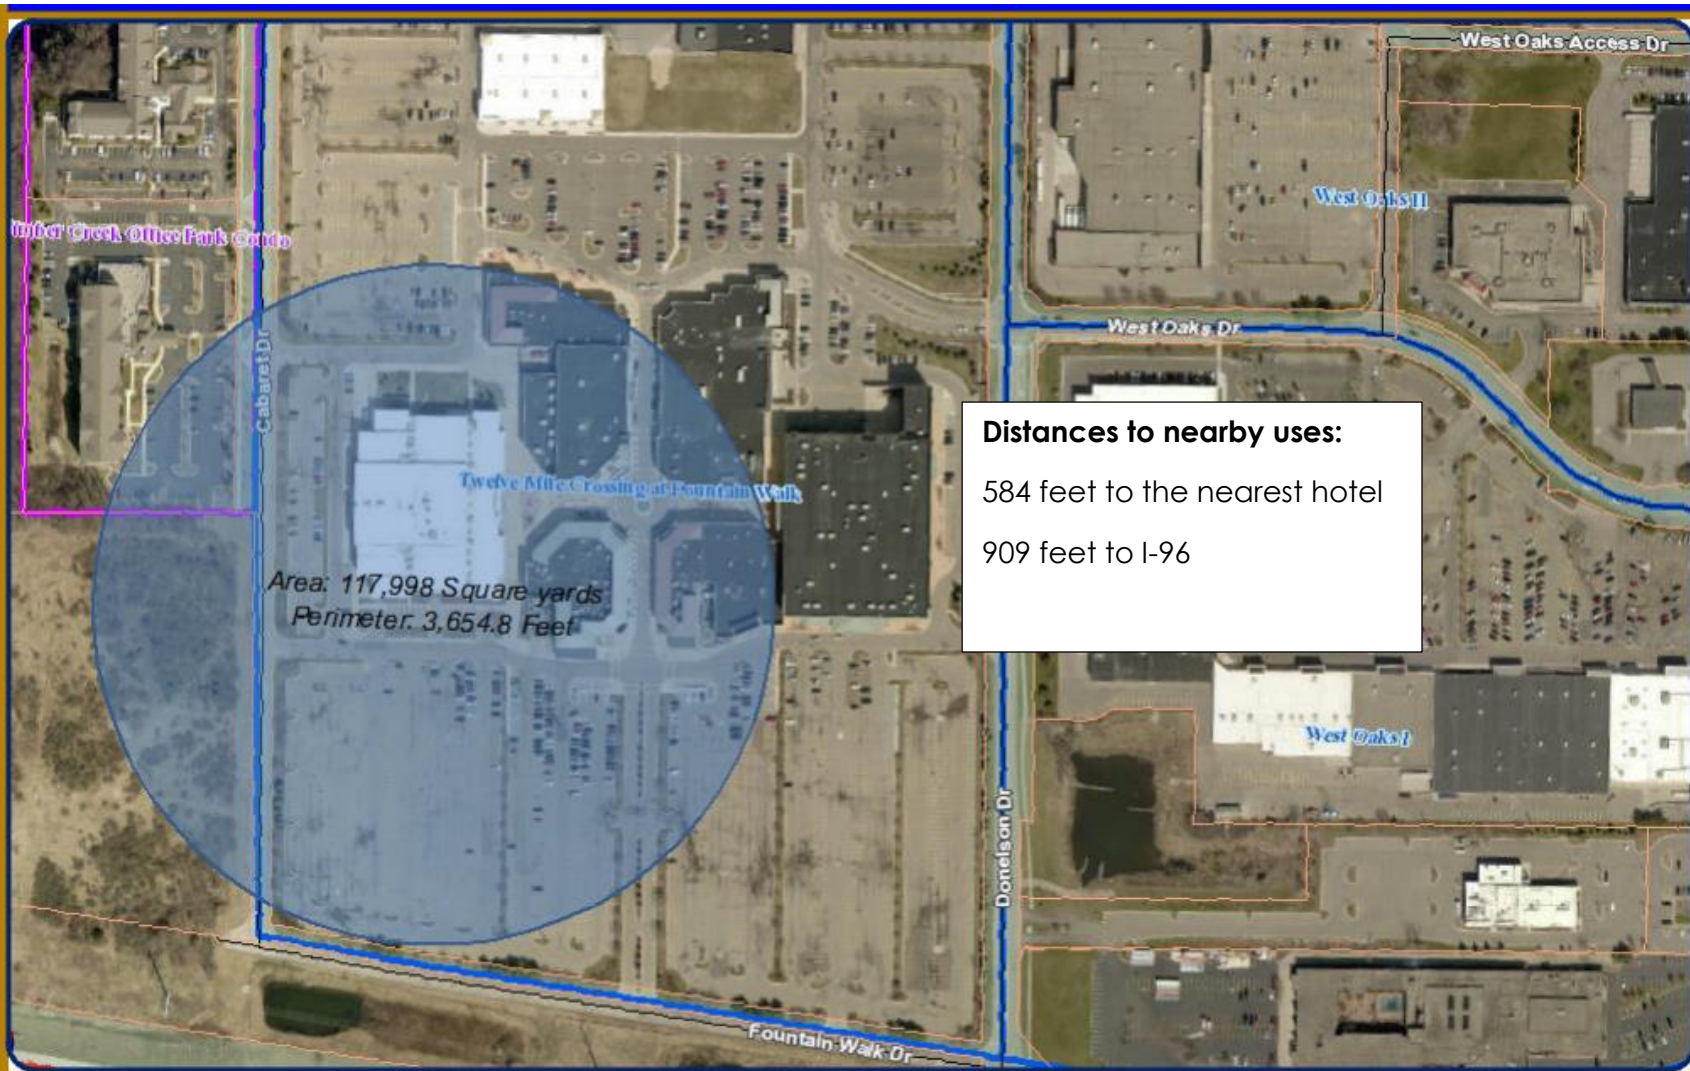 West Oaks Access Dr
West Oaks II
Creek Office Park Condo
West Oaks Dr
Cabaret Dr
Distances to nearby uses:
584 feet to the nearest hotel
909 feet to I-96
Twelve Mile Crossing at Fountain Walk
Area: 117,998 Square yards
Perimeter: 3,654.8 Feet
West Oaks I
Donelson Dr
Fountain Walk Dr